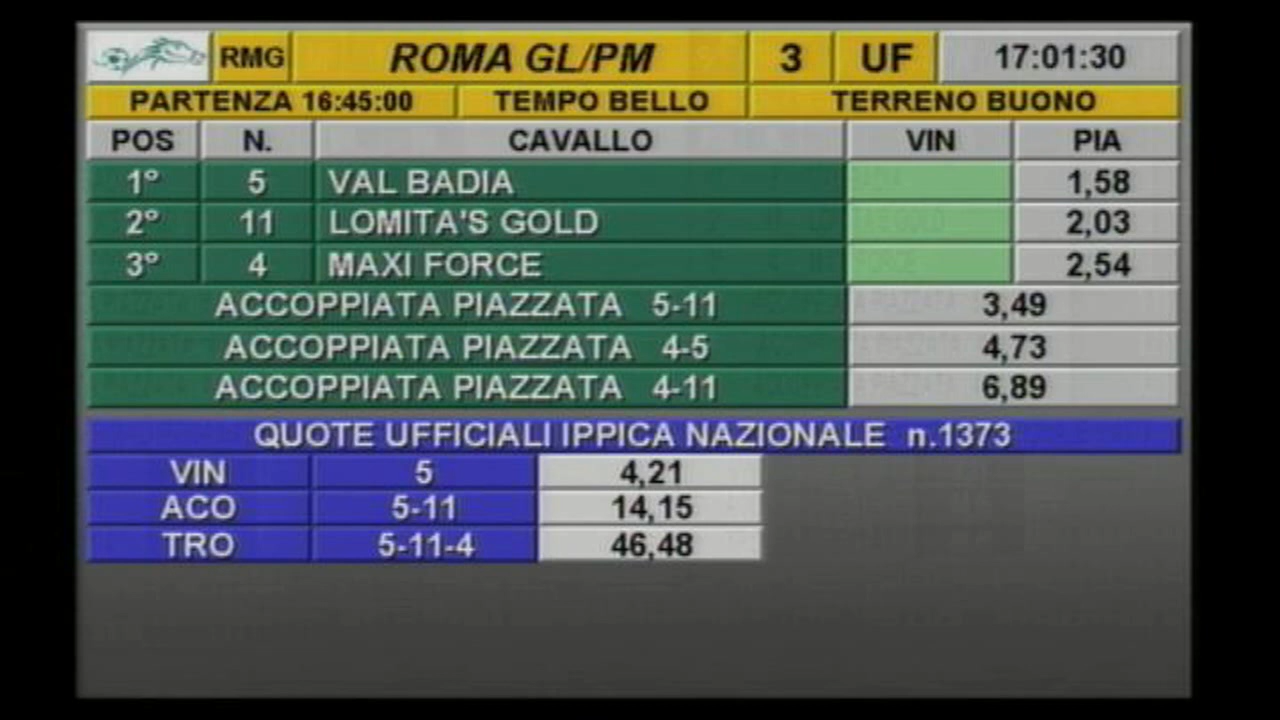 RMG ROMA GL/PM 3 UF 17:01:30
PARTENZA 16:45:00 TEMPO BELLO TERRENO BUONO
POS N. CAVALLO VIN PIA
1° 5 VAL BADIA 1,58
2° 11 LOMITA'S GOLD 2,03
3° 4 MAXI FORCE 2,54
ACCOPPIATA PIAZZATA 5-11 3,49
ACCOPPIATA PIAZZATA 4-5 4,73
ACCOPPIATA PIAZZATA 4-11 6,89
QUOTE UFFICIALI IPPICA NAZIONALE n.1373
VIN 5 4,21
ACO 5-11 14,15
TRO 5-11-4 46,48